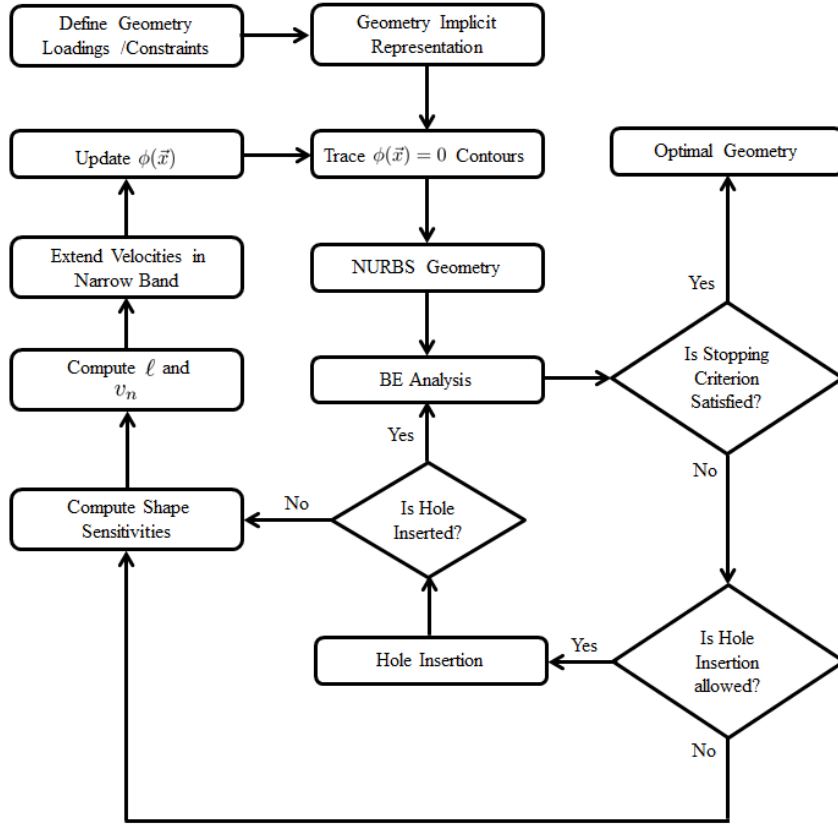 Define Geometry
Loadings /Constraints
Geometry Implicit
Representation
Update ϕ(x⃗)
Trace ϕ(x⃗) = 0 Contours
Optimal Geometry
Extend Velocities in
Narrow Band
NURBS Geometry
Yes
Compute ℓ and
vₙ
BE Analysis
Is Stopping
Criterion
Satisfied?
Yes
No
Compute Shape
Sensitivities
No
Is Hole
Inserted?
Hole Insertion
Yes
Is Hole
Insertion
allowed?
No